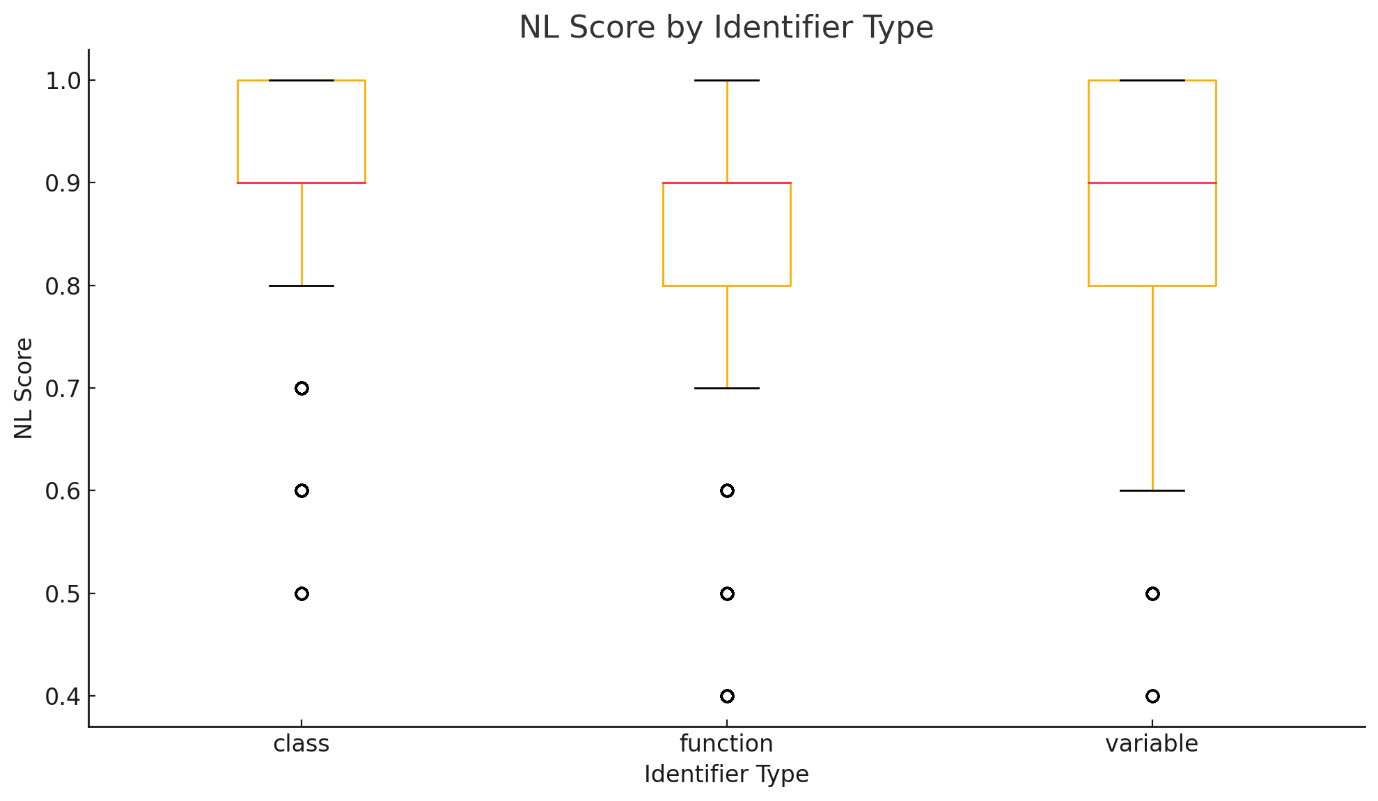 NL Score by Identifier Type
NL Score
1.0
0.9
0.8
0.7
0.6
0.5
0.4
class
function
variable
Identifier Type